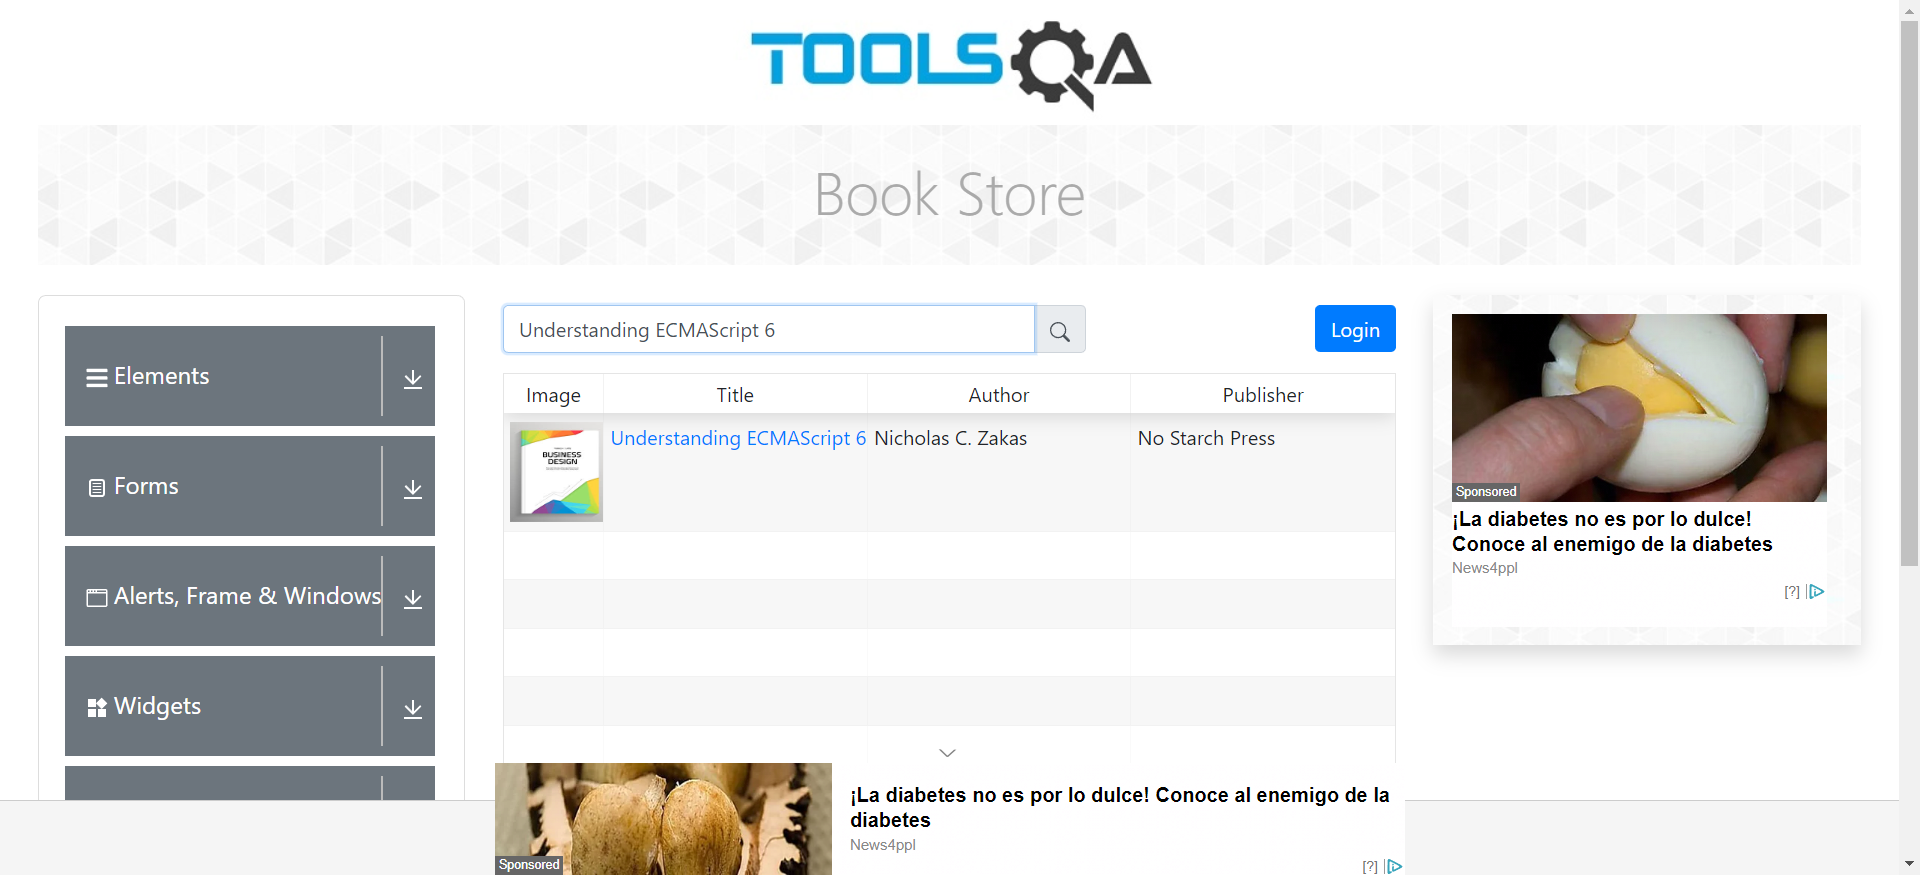 TOOLSQA
Book Store
Elements
Forms
Alerts, Frame & Windows
Widgets
Understanding ECMAScript 6
Login
Image Title Author Publisher
BUSINESS
DESIGN
Understanding ECMAScript 6 Nicholas C. Zakas No Starch Press
Sponsored
¡La diabetes no es por lo dulce!
Conoce al enemigo de la diabetes
News4ppl
[?]
Sponsored
¡La diabetes no es por lo dulce! Conoce al enemigo de la
diabetes
News4ppl
[?]